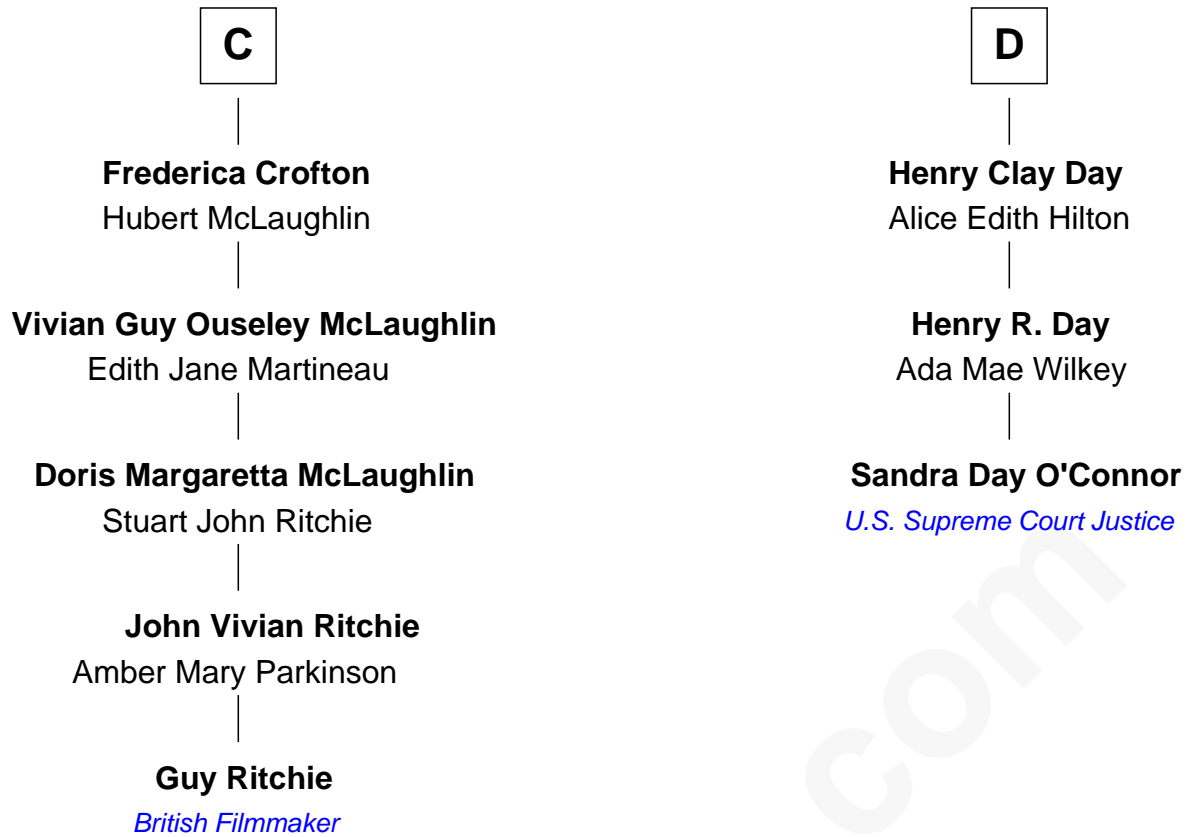 C
Frederica Crofton
Hubert McLaughlin
Vivian Guy Ouseley McLaughlin
Edith Jane Martineau
Doris Margaretta McLaughlin
Stuart John Ritchie
John Vivian Ritchie
Amber Mary Parkinson
Guy Ritchie
British Filmmaker
D
Henry Clay Day
Alice Edith Hilton
Henry R. Day
Ada Mae Wilkey
Sandra Day O'Connor
U.S. Supreme Court Justice
com